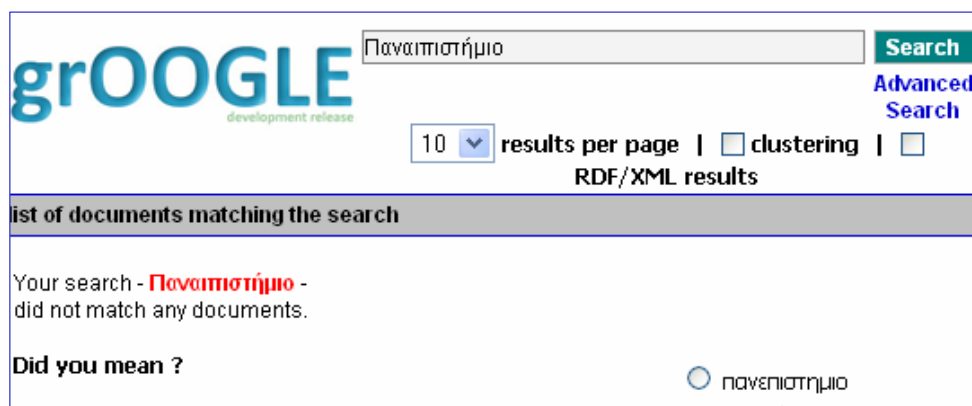 grOOGLE
development release
Παναιπιστήμιο Search
Advanced
Search
10 results per page | clustering |
RDF/XML results
list of documents matching the search
Your search - Παναιπιστήμιο -
did not match any documents.
Did you mean ?
πανεπιστημιο